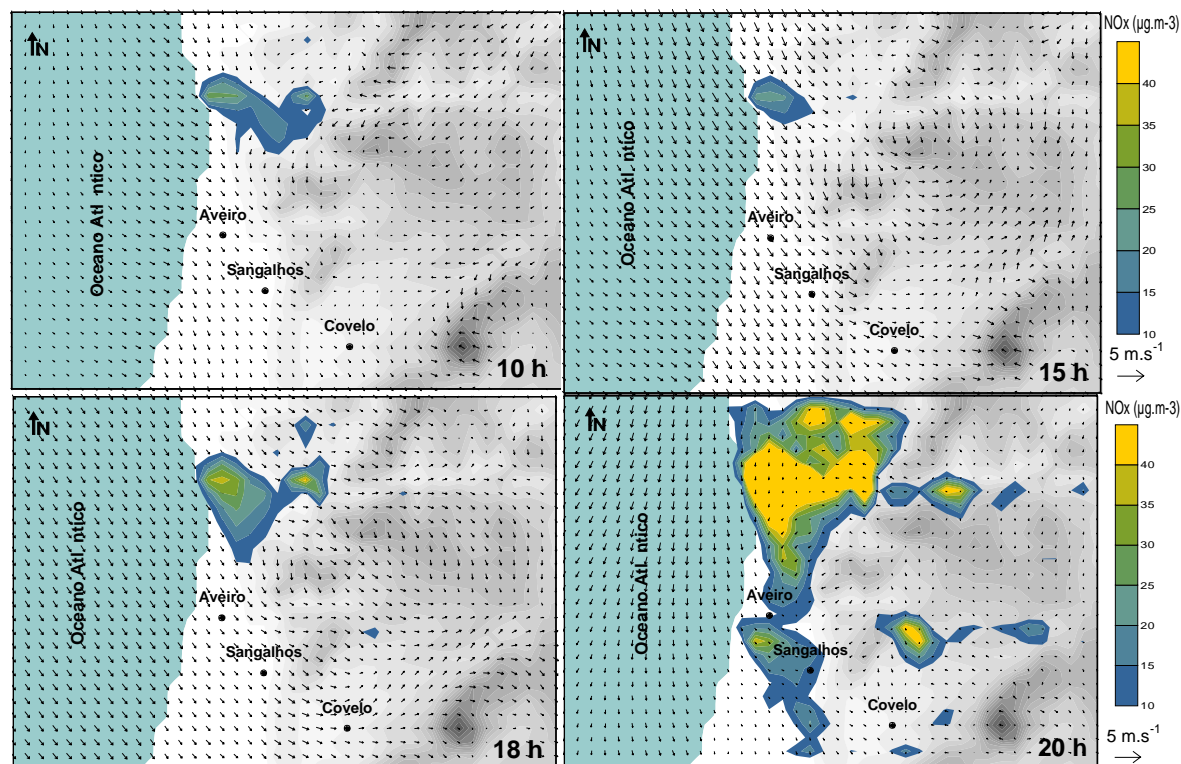 N
Oceano Atl ntico
Aveiro
Sangalhos
Covelo
10 h
N
Oceano Atl ntico
Aveiro
Sangalhos
Covelo
15 h
NOx (µg.m-3)
40
35
30
25
20
15
10
5 m.s-1
N
Oceano Atl ntico
Aveiro
Sangalhos
Covelo
18 h
N
Oceano Atl ntico
Aveiro
Sangalhos
Covelo
20 h
NOx (µg.m-3)
40
35
30
25
20
15
10
5 m.s-1